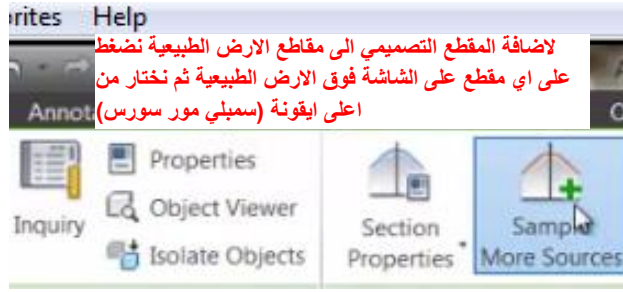 rites Help
لاضافة المقطع التصميمي الى مقاطع الارض الطبيعية نضغط
على اي مقطع على الشاشة فوق الارض الطبيعية ثم نختار من
اعلى ايقونة (سمبلي مور سورس)
Annot
Inquiry
Properties
Object Viewer
Isolate Objects
Section
Properties
Sample
More Sources